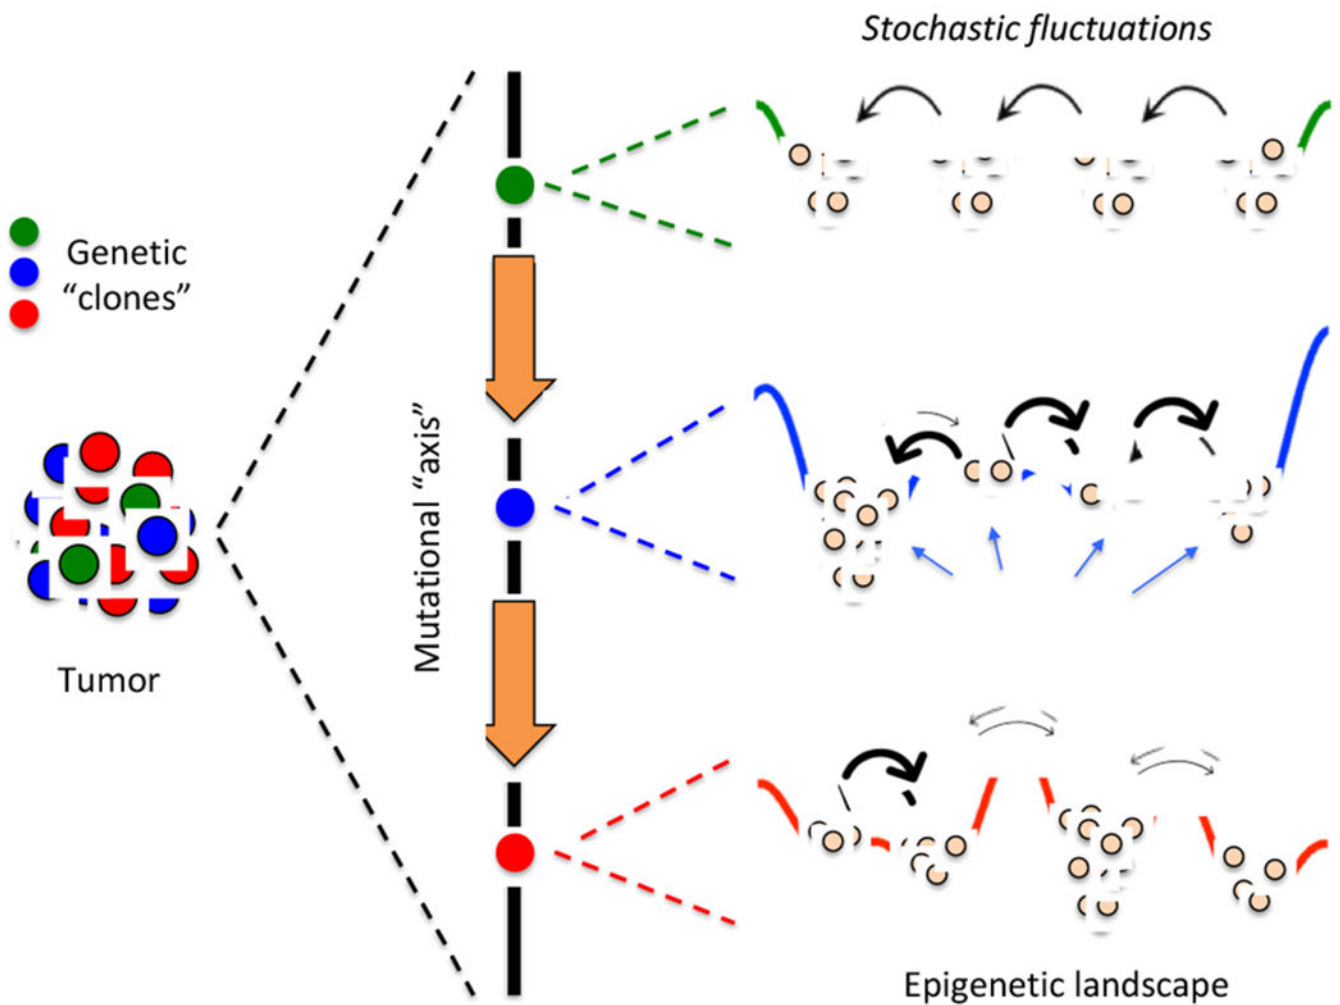 Stochastic fluctuations
Genetic
“clones”
Mutational “axis”
Tumor
Epigenetic landscape